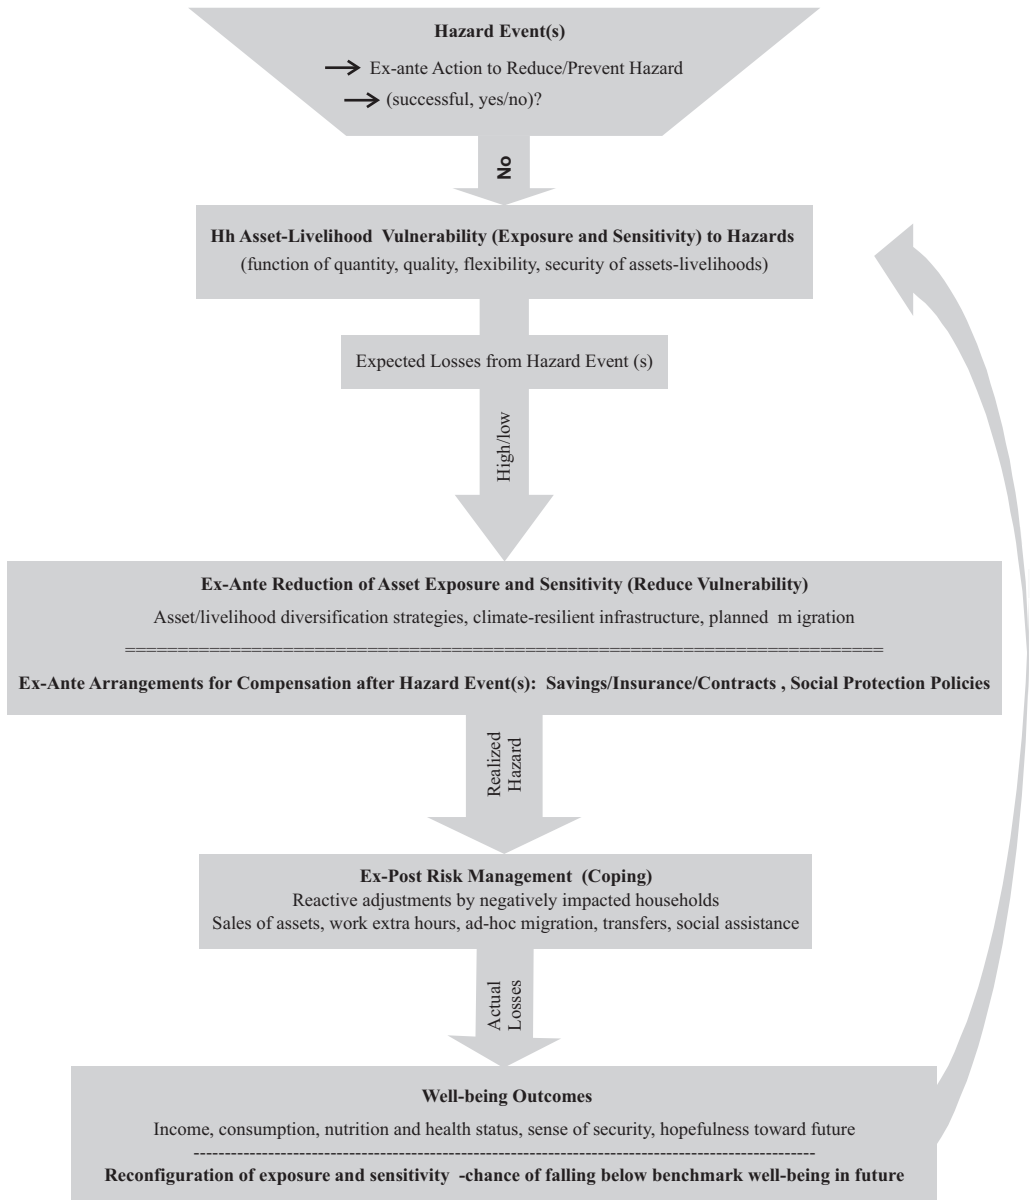 Hazard Event(s)
Ex-ante Action to Reduce/Prevent Hazard
(successful, yes/no)?
No
Hh Asset-Livelihood Vulnerability (Exposure and Sensitivity) to Hazards
(function of quantity, quality, flexibility, security of assets-livelihoods)
Expected Losses from Hazard Event (s)
High/low
Ex-Ante Reduction of Asset Exposure and Sensitivity (Reduce Vulnerability)
Asset/livelihood diversification strategies, climate-resilient infrastructure, planned m igration
Ex-Ante Arrangements for Compensation after Hazard Event(s): Savings/Insurance/Contracts , Social Protection Policies
Realized
Hazard
Ex-Post Risk Management (Coping)
Reactive adjustments by negatively impacted households
Sales of assets, work extra hours, ad-hoc migration, transfers, social assistance
Actual
Losses
Well-being Outcomes
Income, consumption, nutrition and health status, sense of security, hopefulness toward future
Reconfiguration of exposure and sensitivity -chance of falling below benchmark well-being in future